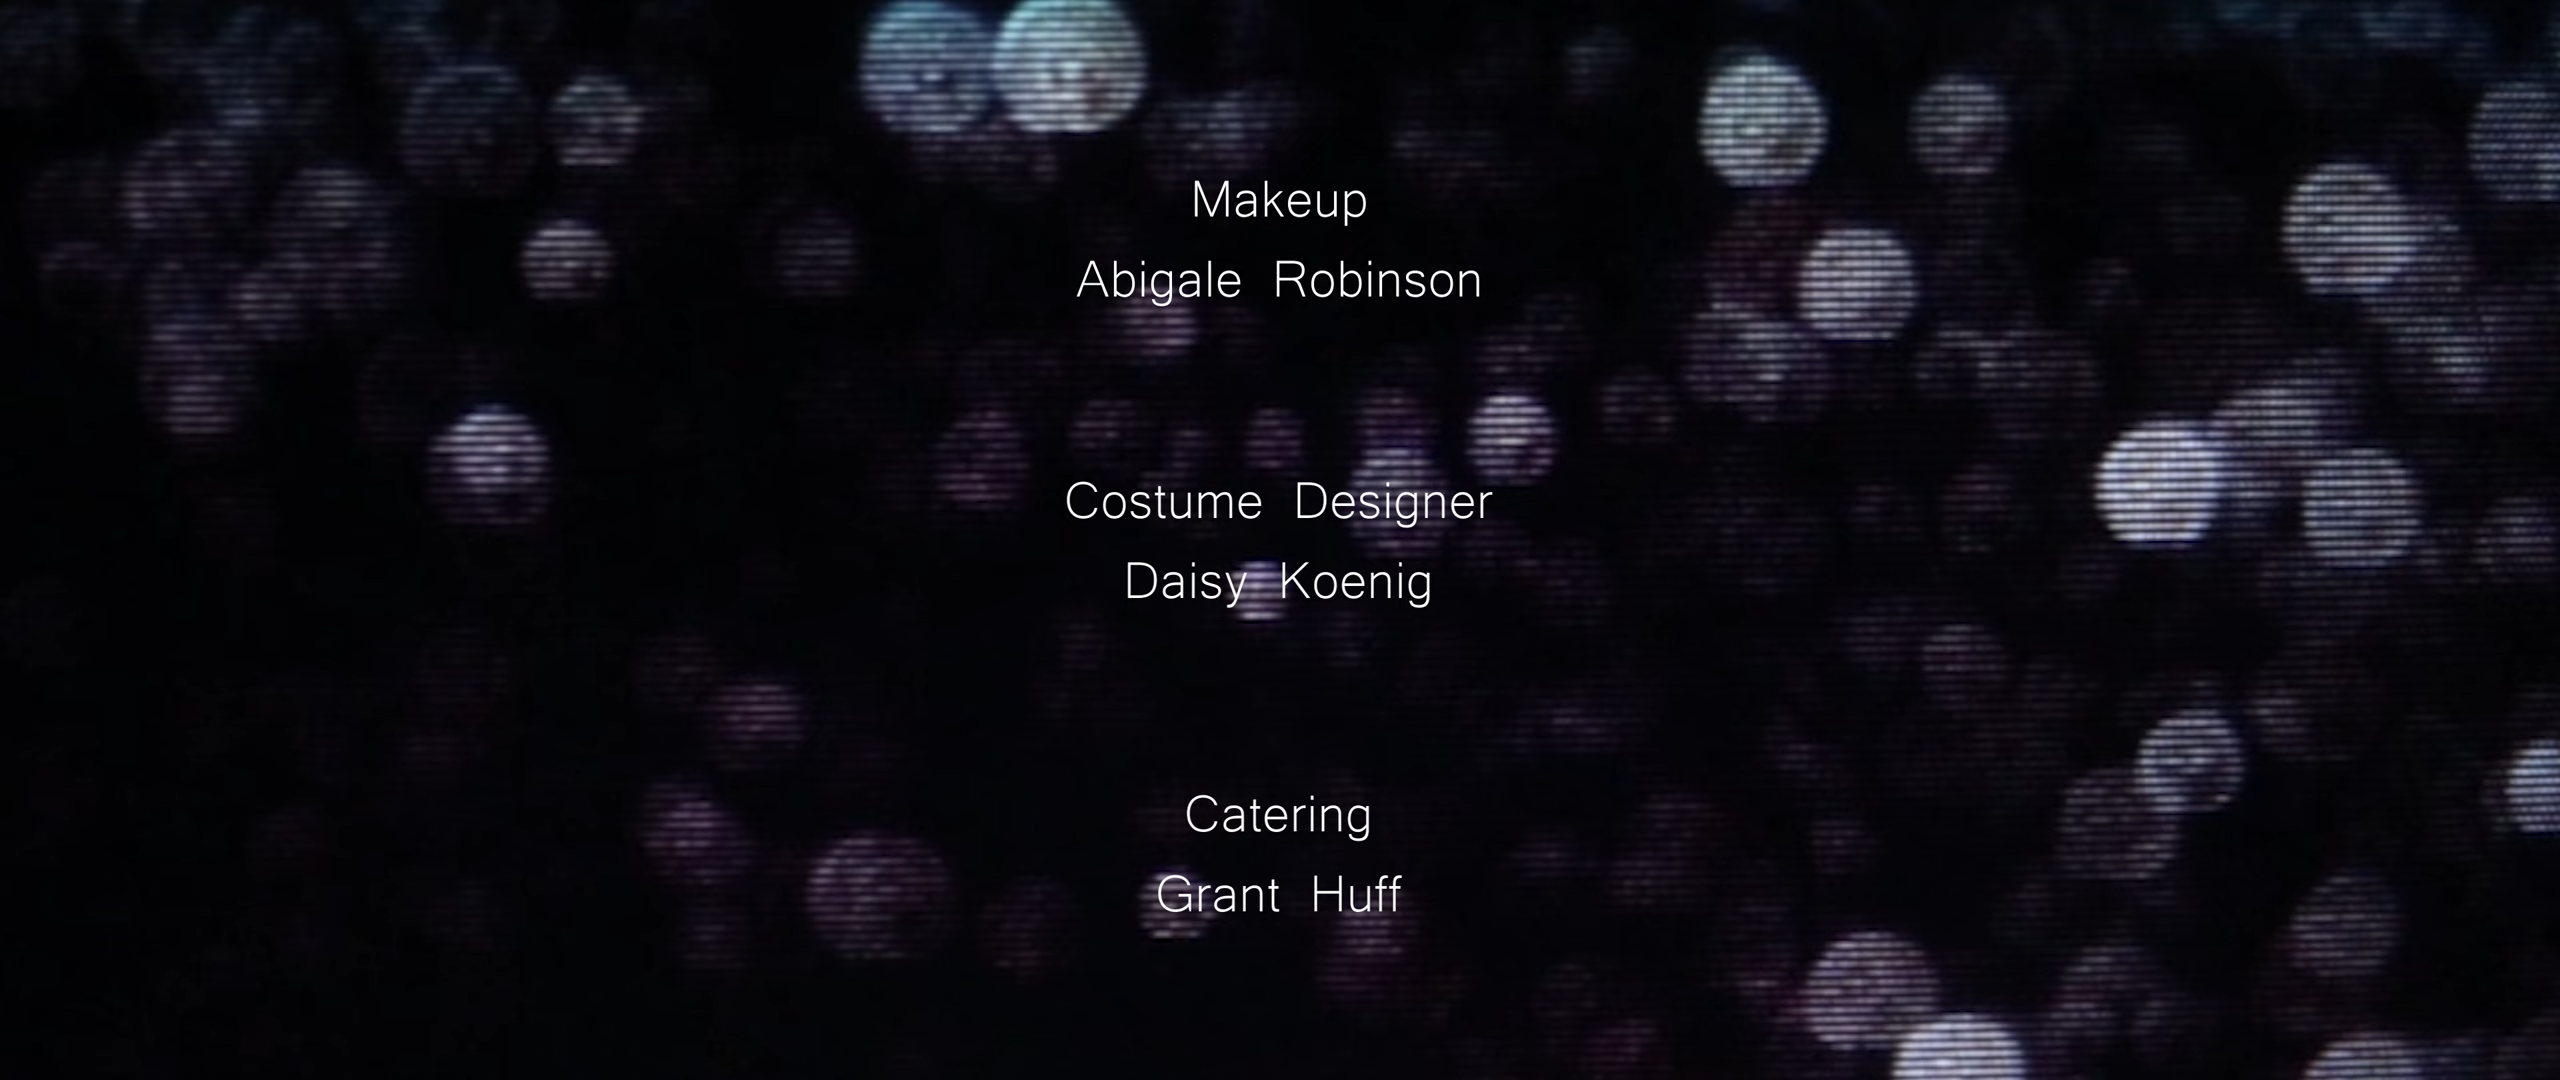 Makeup
Abigale Robinson
Costume Designer
Daisy Koenig
Catering
Grant Huff